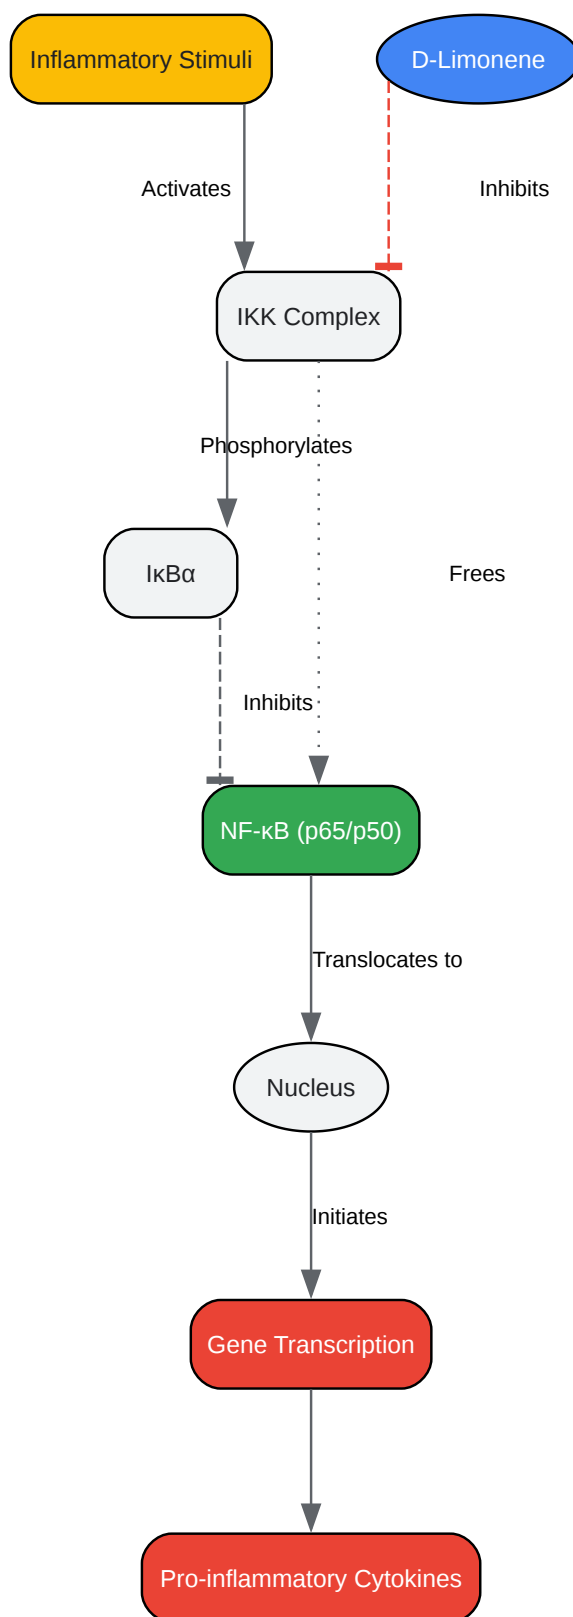 Inflammatory Stimuli
D-Limonene
Activates
Inhibits
IKK Complex
Phosphorylates
IκBα
Frees
Inhibits
NF-κB (p65/p50)
Translocates to
Nucleus
Initiates
Gene Transcription
Pro-inflammatory Cytokines